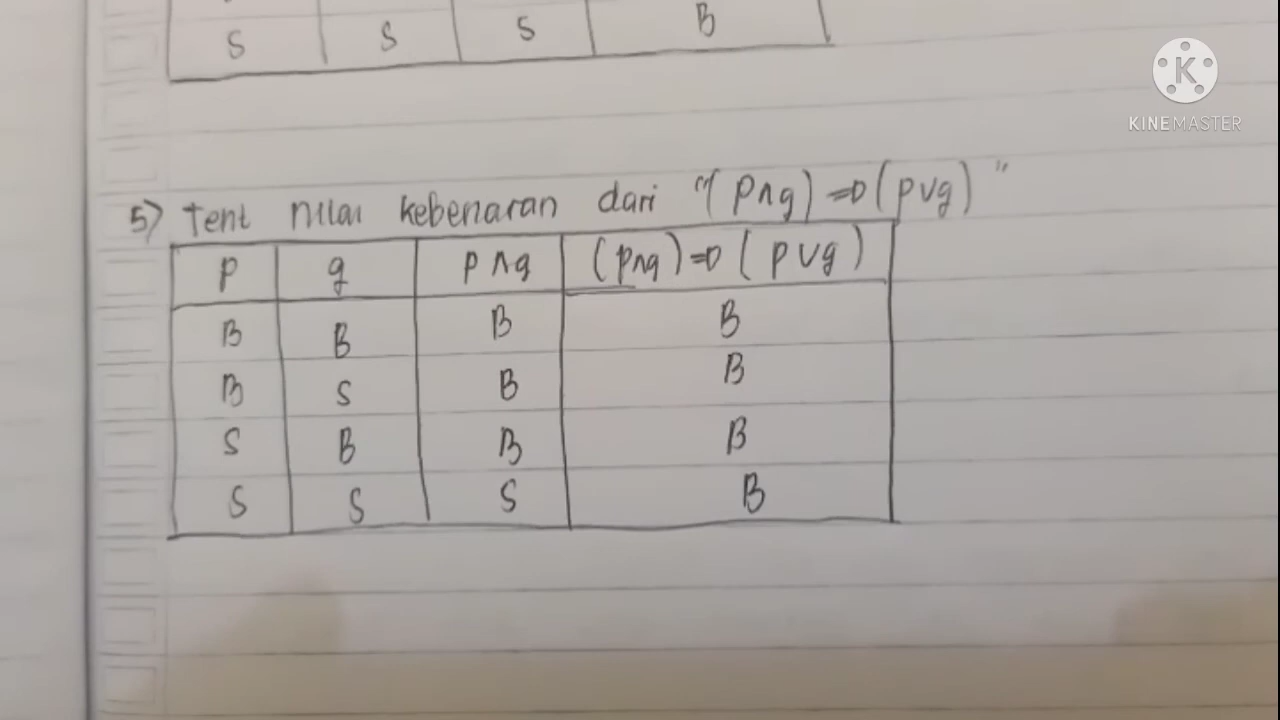 S S S B
KINEMASTER
5) Tent nilai kebenaran dari "(p∧q) ⇒ (p∨q)"
p q p∧q (p∧q) ⇒ (p∨q)
B B B B
B S B B
S B B B
S S S B